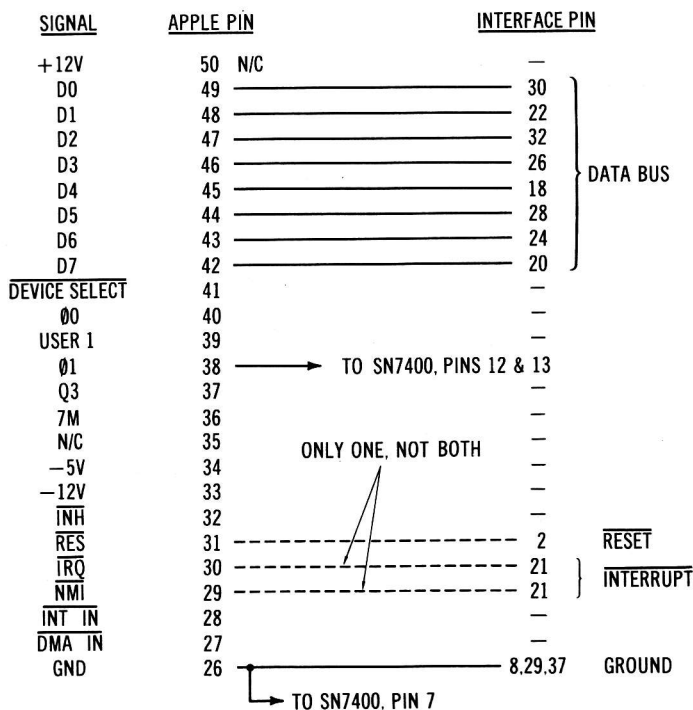 SIGNAL APPLE PIN INTERFACE PIN
+12V 50 N/C —
D0 49 30
D1 48 22
D2 47 32
D3 46 26
DATA BUS
D4 45 18
D5 44 28
D6 43 24
D7 42 20
DEVICE SELECT 41 —
Ø0 40 —
USER 1 39 —
Ø1 38 TO SN7400, PINS 12 & 13
Q3 37 —
7M 36 —
N/C 35 —
ONLY ONE, NOT BOTH
−5V 34 —
−12V 33 —
INH 32 —
RES 31 2 RESET
IRQ 30 21
INTERRUPT
NMI 29 21
INT IN 28 —
DMA IN 27 —
GND 26 8,29,37 GROUND
TO SN7400, PIN 7